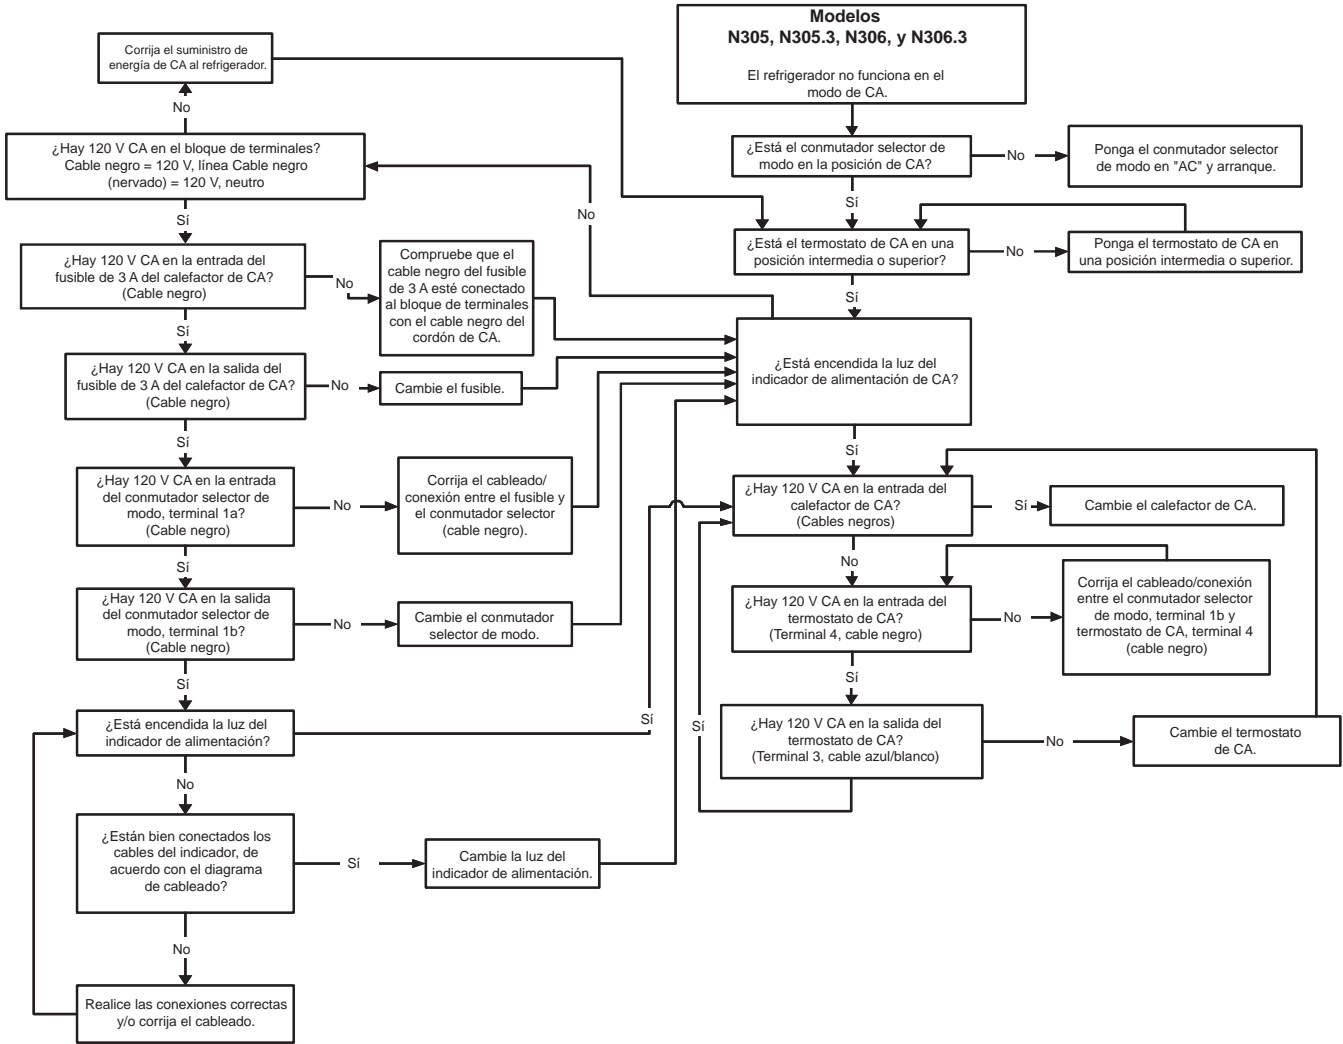 Modelos
N305, N305.3, N306, y N306.3
El refrigerador no funciona en el
modo de CA.
¿Está el conmutador selector de
modo en la posición de CA?
No
Ponga el conmutador selector
de modo en "AC" y arranque.
Sí
¿Está el termostato de CA en una
posición intermedia o superior?
No
Ponga el termostato de CA en
una posición intermedia o superior.
Sí
¿Está encendida la luz del
indicador de alimentación de CA?
No
Sí
¿Hay 120 V CA en la entrada del
calefactor de CA?
(Cables negros)
Sí
Cambie el calefactor de CA.
No
¿Hay 120 V CA en la entrada del
termostato de CA?
(Terminal 4, cable negro)
No
Corrija el cableado/conexión
entre el conmutador selector
de modo, terminal 1b y
termostato de CA, terminal 4
(cable negro)
Sí
¿Hay 120 V CA en la salida del
termostato de CA?
(Terminal 3, cable azul/blanco)
Sí
No
Cambie el termostato
de CA.
Corrija el suministro de
energía de CA al refrigerador.
No
¿Hay 120 V CA en el bloque de terminales?
Cable negro = 120 V, línea Cable negro
(nervado) = 120 V, neutro
Sí
¿Hay 120 V CA en la entrada del
fusible de 3 A del calefactor de CA?
(Cable negro)
No
Compruebe que el
cable negro del fusible
de 3 A esté conectado
al bloque de terminales
con el cable negro del
cordón de CA.
Sí
¿Hay 120 V CA en la salida del
fusible de 3 A del calefactor de CA?
(Cable negro)
No
Cambie el fusible.
Sí
¿Hay 120 V CA en la entrada
del conmutador selector de
modo, terminal 1a?
(Cable negro)
No
Corrija el cableado/
conexión entre el fusible y
el conmutador selector
(cable negro).
Sí
¿Hay 120 V CA en la salida
del conmutador selector de
modo, terminal 1b?
(Cable negro)
No
Cambie el conmutador
selector de modo.
Sí
¿Está encendida la luz del
indicador de alimentación?
Sí
No
¿Están bien conectados los
cables del indicador, de
acuerdo con el diagrama
de cableado?
Sí
Cambie la luz del
indicador de alimentación.
No
Realice las conexiones correctas
y/o corrija el cableado.